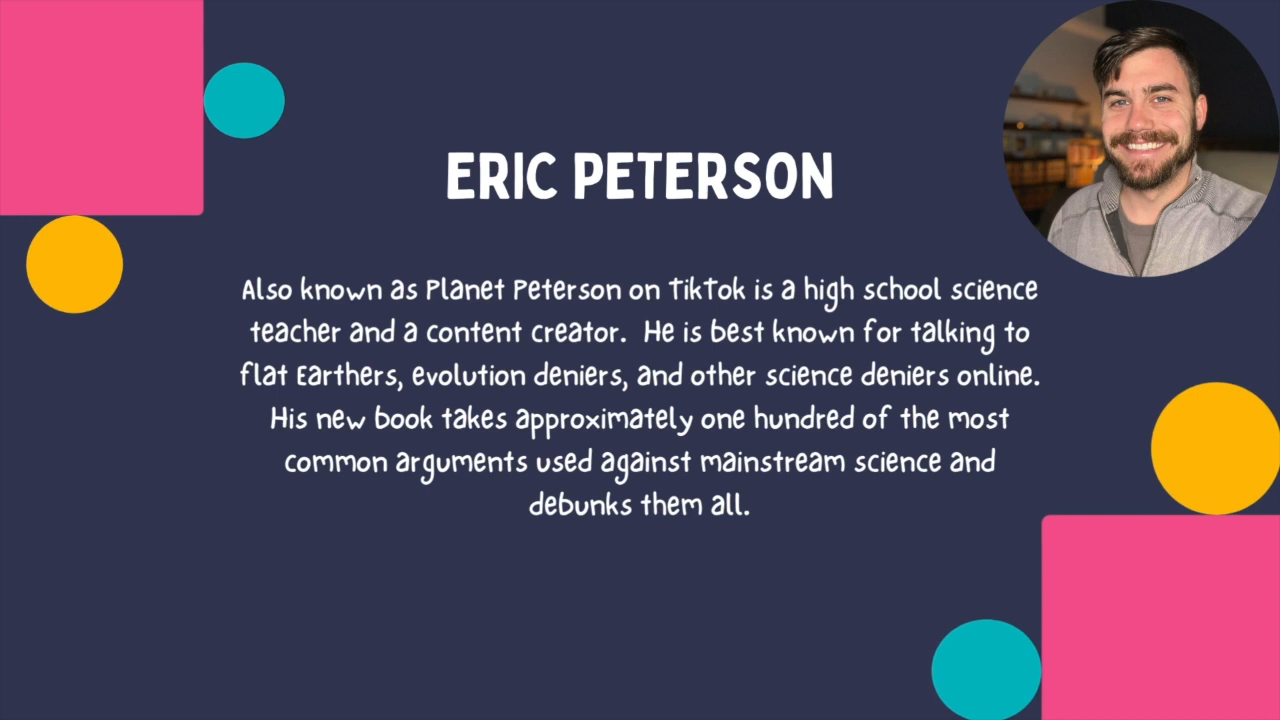 ERIC PETERSON
Also known as Planet Peterson on TikTok is a high school science
teacher and a content creator.  He is best known for talking to
flat Earthers, evolution deniers, and other science deniers online.
His new book takes approximately one hundred of the most
common arguments used against mainstream science and
debunks them all.